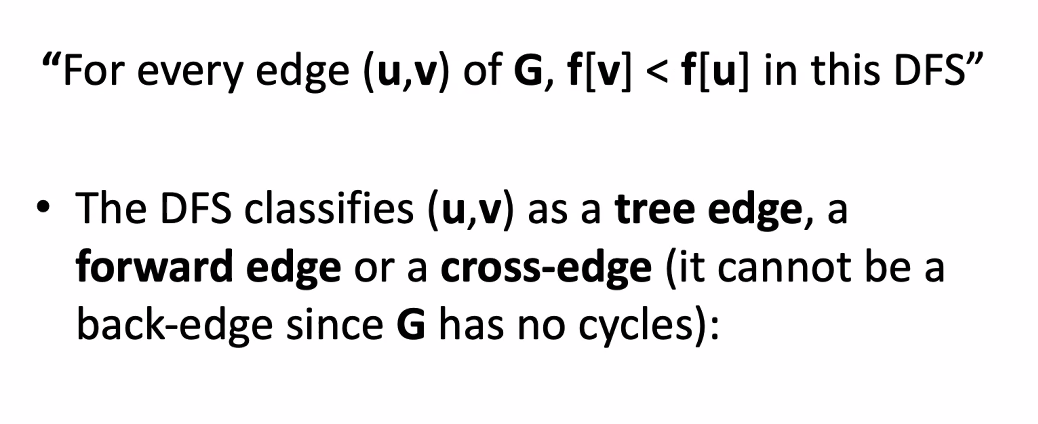 “For every edge (u,v) of G, f[v] < f[u] in this DFS”
• The DFS classifies (u,v) as a tree edge, a
forward edge or a cross-edge (it cannot be a
back-edge since G has no cycles):